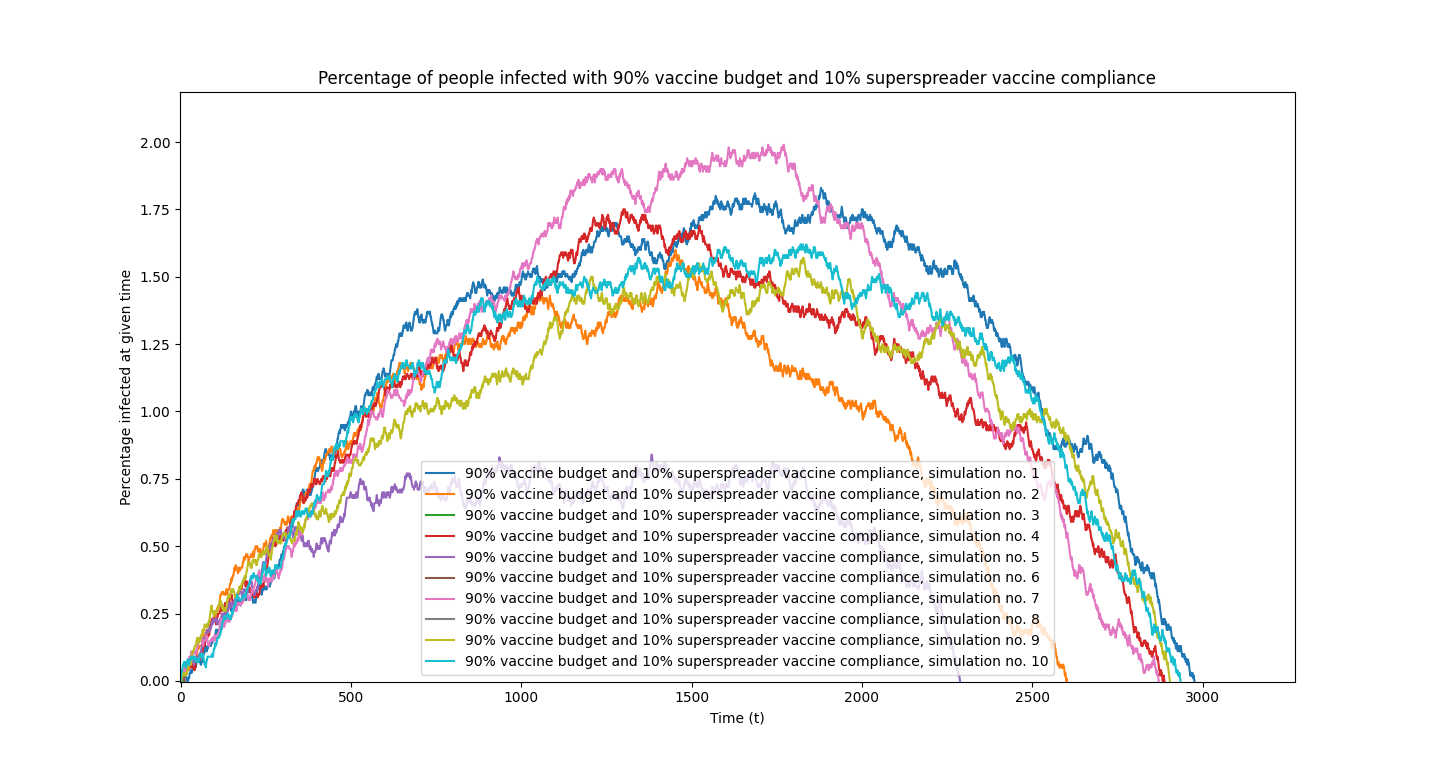 Percentage of people infected with 90% vaccine budget and 10% superspreader vaccine compliance
Percentage infected at given time
2.00
1.75
1.50
1.25
1.00
0.75
0.50
0.25
0.00
90% vaccine budget and 10% superspreader vaccine compliance, simulation no. 1
90% vaccine budget and 10% superspreader vaccine compliance, simulation no. 2
90% vaccine budget and 10% superspreader vaccine compliance, simulation no. 3
90% vaccine budget and 10% superspreader vaccine compliance, simulation no. 4
90% vaccine budget and 10% superspreader vaccine compliance, simulation no. 5
90% vaccine budget and 10% superspreader vaccine compliance, simulation no. 6
90% vaccine budget and 10% superspreader vaccine compliance, simulation no. 7
90% vaccine budget and 10% superspreader vaccine compliance, simulation no. 8
90% vaccine budget and 10% superspreader vaccine compliance, simulation no. 9
90% vaccine budget and 10% superspreader vaccine compliance, simulation no. 10
0 500 1000 1500 2000 2500 3000
Time (t)